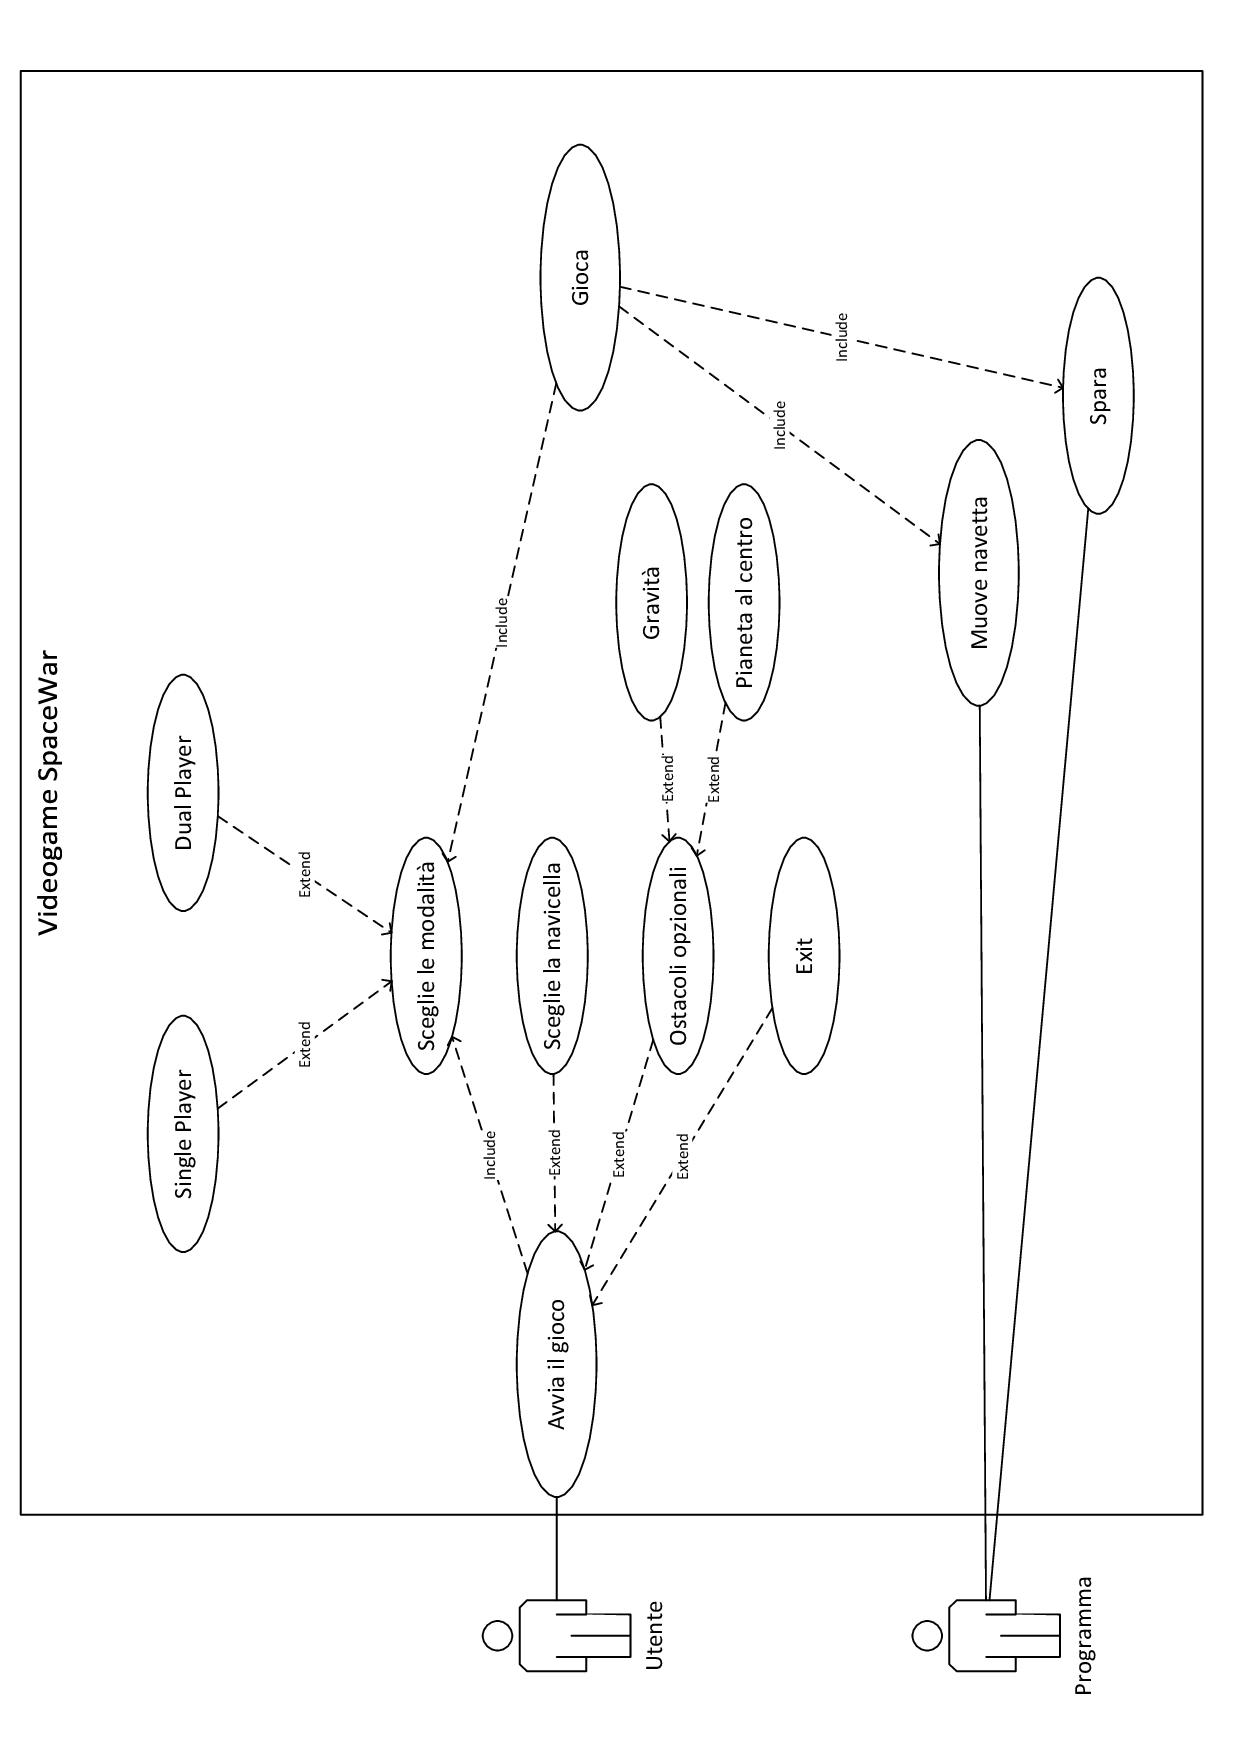 Videogame SpaceWar
Single Player
Dual Player
Extend
Extend
Sceglie le modalità
Include
Include
Avvia il gioco
Extend
Sceglie la navicella
Gioca
Utente
Extend
Ostacoli opzionali
Extend
Gravità
Extend
Extend
Pianeta al centro
Exit
Include
Include
Programma
Muove navetta
Spara